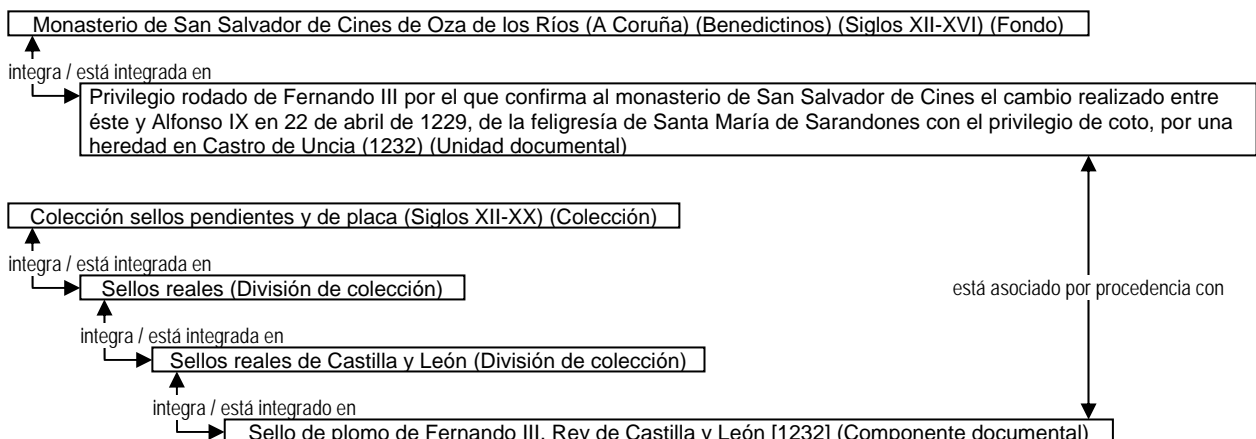 Monasterio de San Salvador de Cines de Oza de los Ríos (A Coruña) (Benedictinos) (Siglos XII-XVI) (Fondo)
integra / está integrada en
Privilegio rodado de Fernando III por el que confirma al monasterio de San Salvador de Cines el cambio realizado entre
éste y Alfonso IX en 22 de abril de 1229, de la feligresía de Santa María de Sarandones con el privilegio de coto, por una
heredad en Castro de Uncia (1232) (Unidad documental)
Colección sellos pendientes y de placa (Siglos XII-XX) (Colección)
integra / está integrada en
Sellos reales (División de colección)
está asociado por procedencia con
integra / está integrada en
Sellos reales de Castilla y León (División de colección)
integra / está integrado en
Sello de plomo de Fernando III, Rey de Castilla y León [1232] (Componente documental)